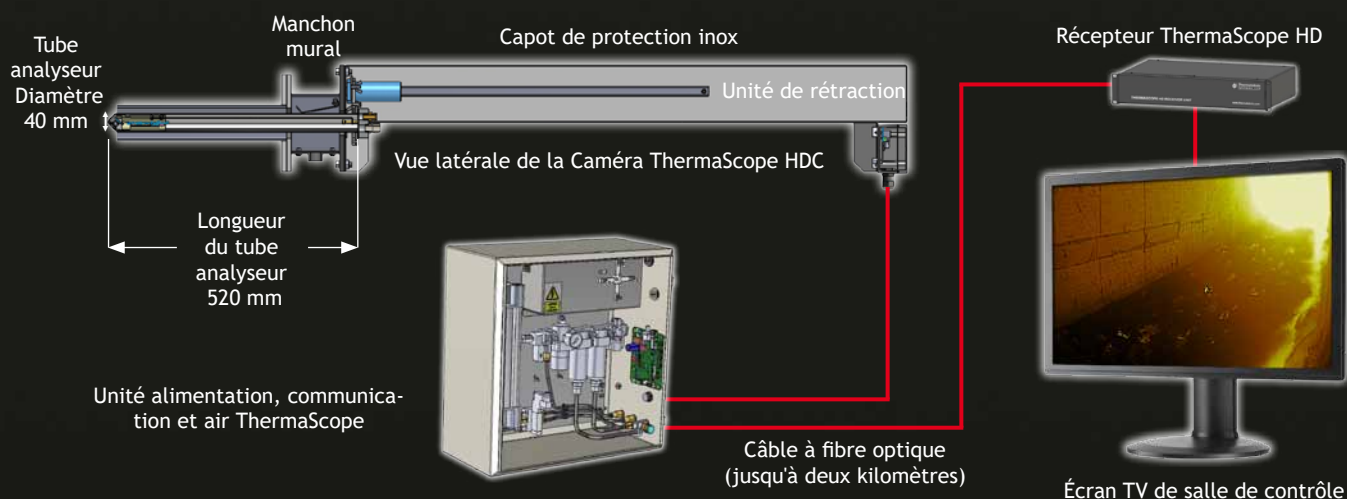 Tube
analyseur
Diamètre
40 mm
Manchon
mural
Capot de protection inox
Unité de rétraction
Vue latérale de la Caméra ThermaScope HDC
Longueur
du tube
analyseur
520 mm
Récepteur ThermaScope HD
Unité alimentation, communica-
tion et air ThermaScope
Câble à fibre optique
(jusqu'à deux kilomètres)
Écran TV de salle de contrôle